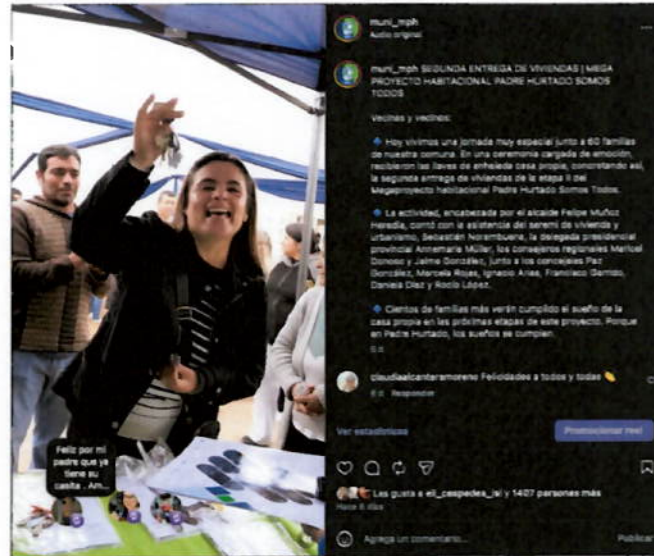 muni_mph
Audio original
muni_mph SEGUNDA ENTREGA DE VIVIENDAS | MEGA
PROYECTO HABITACIONAL PADRE HURTADO SOMOS
TODOS
Vecinas y vecinos:
🔹 Hoy vivimos una jornada muy especial junto a 60 familias
de nuestra comuna. En una ceremonia cargada de emoción,
recibieron las llaves de anhelada casa propia, concretando así,
la segunda entrega de viviendas de la etapa II del
Megaproyecto habitacional Padre Hurtado Somos Todos.
🔹 La actividad, encabezada por el alcalde Felipe Muñoz
Heredia, contó con la asistencia del seremi de vivienda y
urbanismo, Sebastián Norambuena, la delegada presidencial
provincial Annemarie Müller, los consejeros regionales Maricel
Donoso y Jaime González, junto a los concejales Paz
González, Marcela Rojas, Ignacio Arias, Francisco Garrido,
Daniela Díaz y Rocío López.
🔹 Cientos de familias más verán cumplido el sueño de la
casa propia en las próximas etapas de este proyecto. Porque
en Padre Hurtado, los sueños se cumplen.
6 d
claudiaalcantaramoreno Felicidades a todos y todas
6 d Responder
Ver estadísticas
Promocionar reel
Les gusta a eli_cespedes_isl y 1407 personas más
Hace 6 días
Agrega un comentario...
Publicar
Feliz por mi
padre que ya
tiene su
casita . Am...